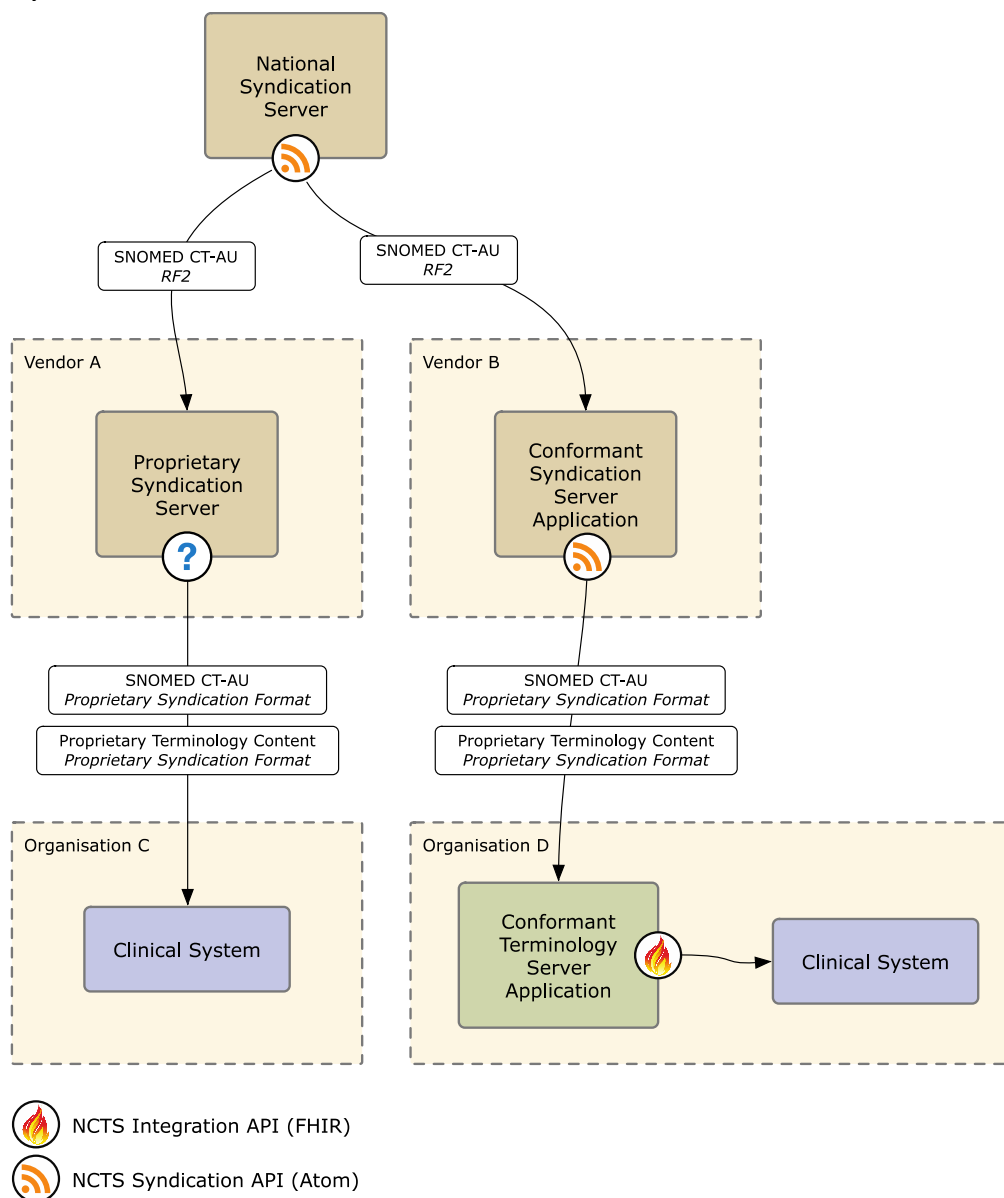 National
Syndication
Server
SNOMED CT-AU
RF2
SNOMED CT-AU
RF2
Vendor A
Proprietary
Syndication
Server
?
Vendor B
Conformant
Syndication
Server
Application
SNOMED CT-AU
Proprietary Syndication Format
Proprietary Terminology Content
Proprietary Syndication Format
SNOMED CT-AU
Proprietary Syndication Format
Proprietary Terminology Content
Proprietary Syndication Format
Organisation C
Clinical System
Organisation D
Conformant
Terminology
Server
Application
Clinical System
NCTS Integration API (FHIR)
NCTS Syndication API (Atom)